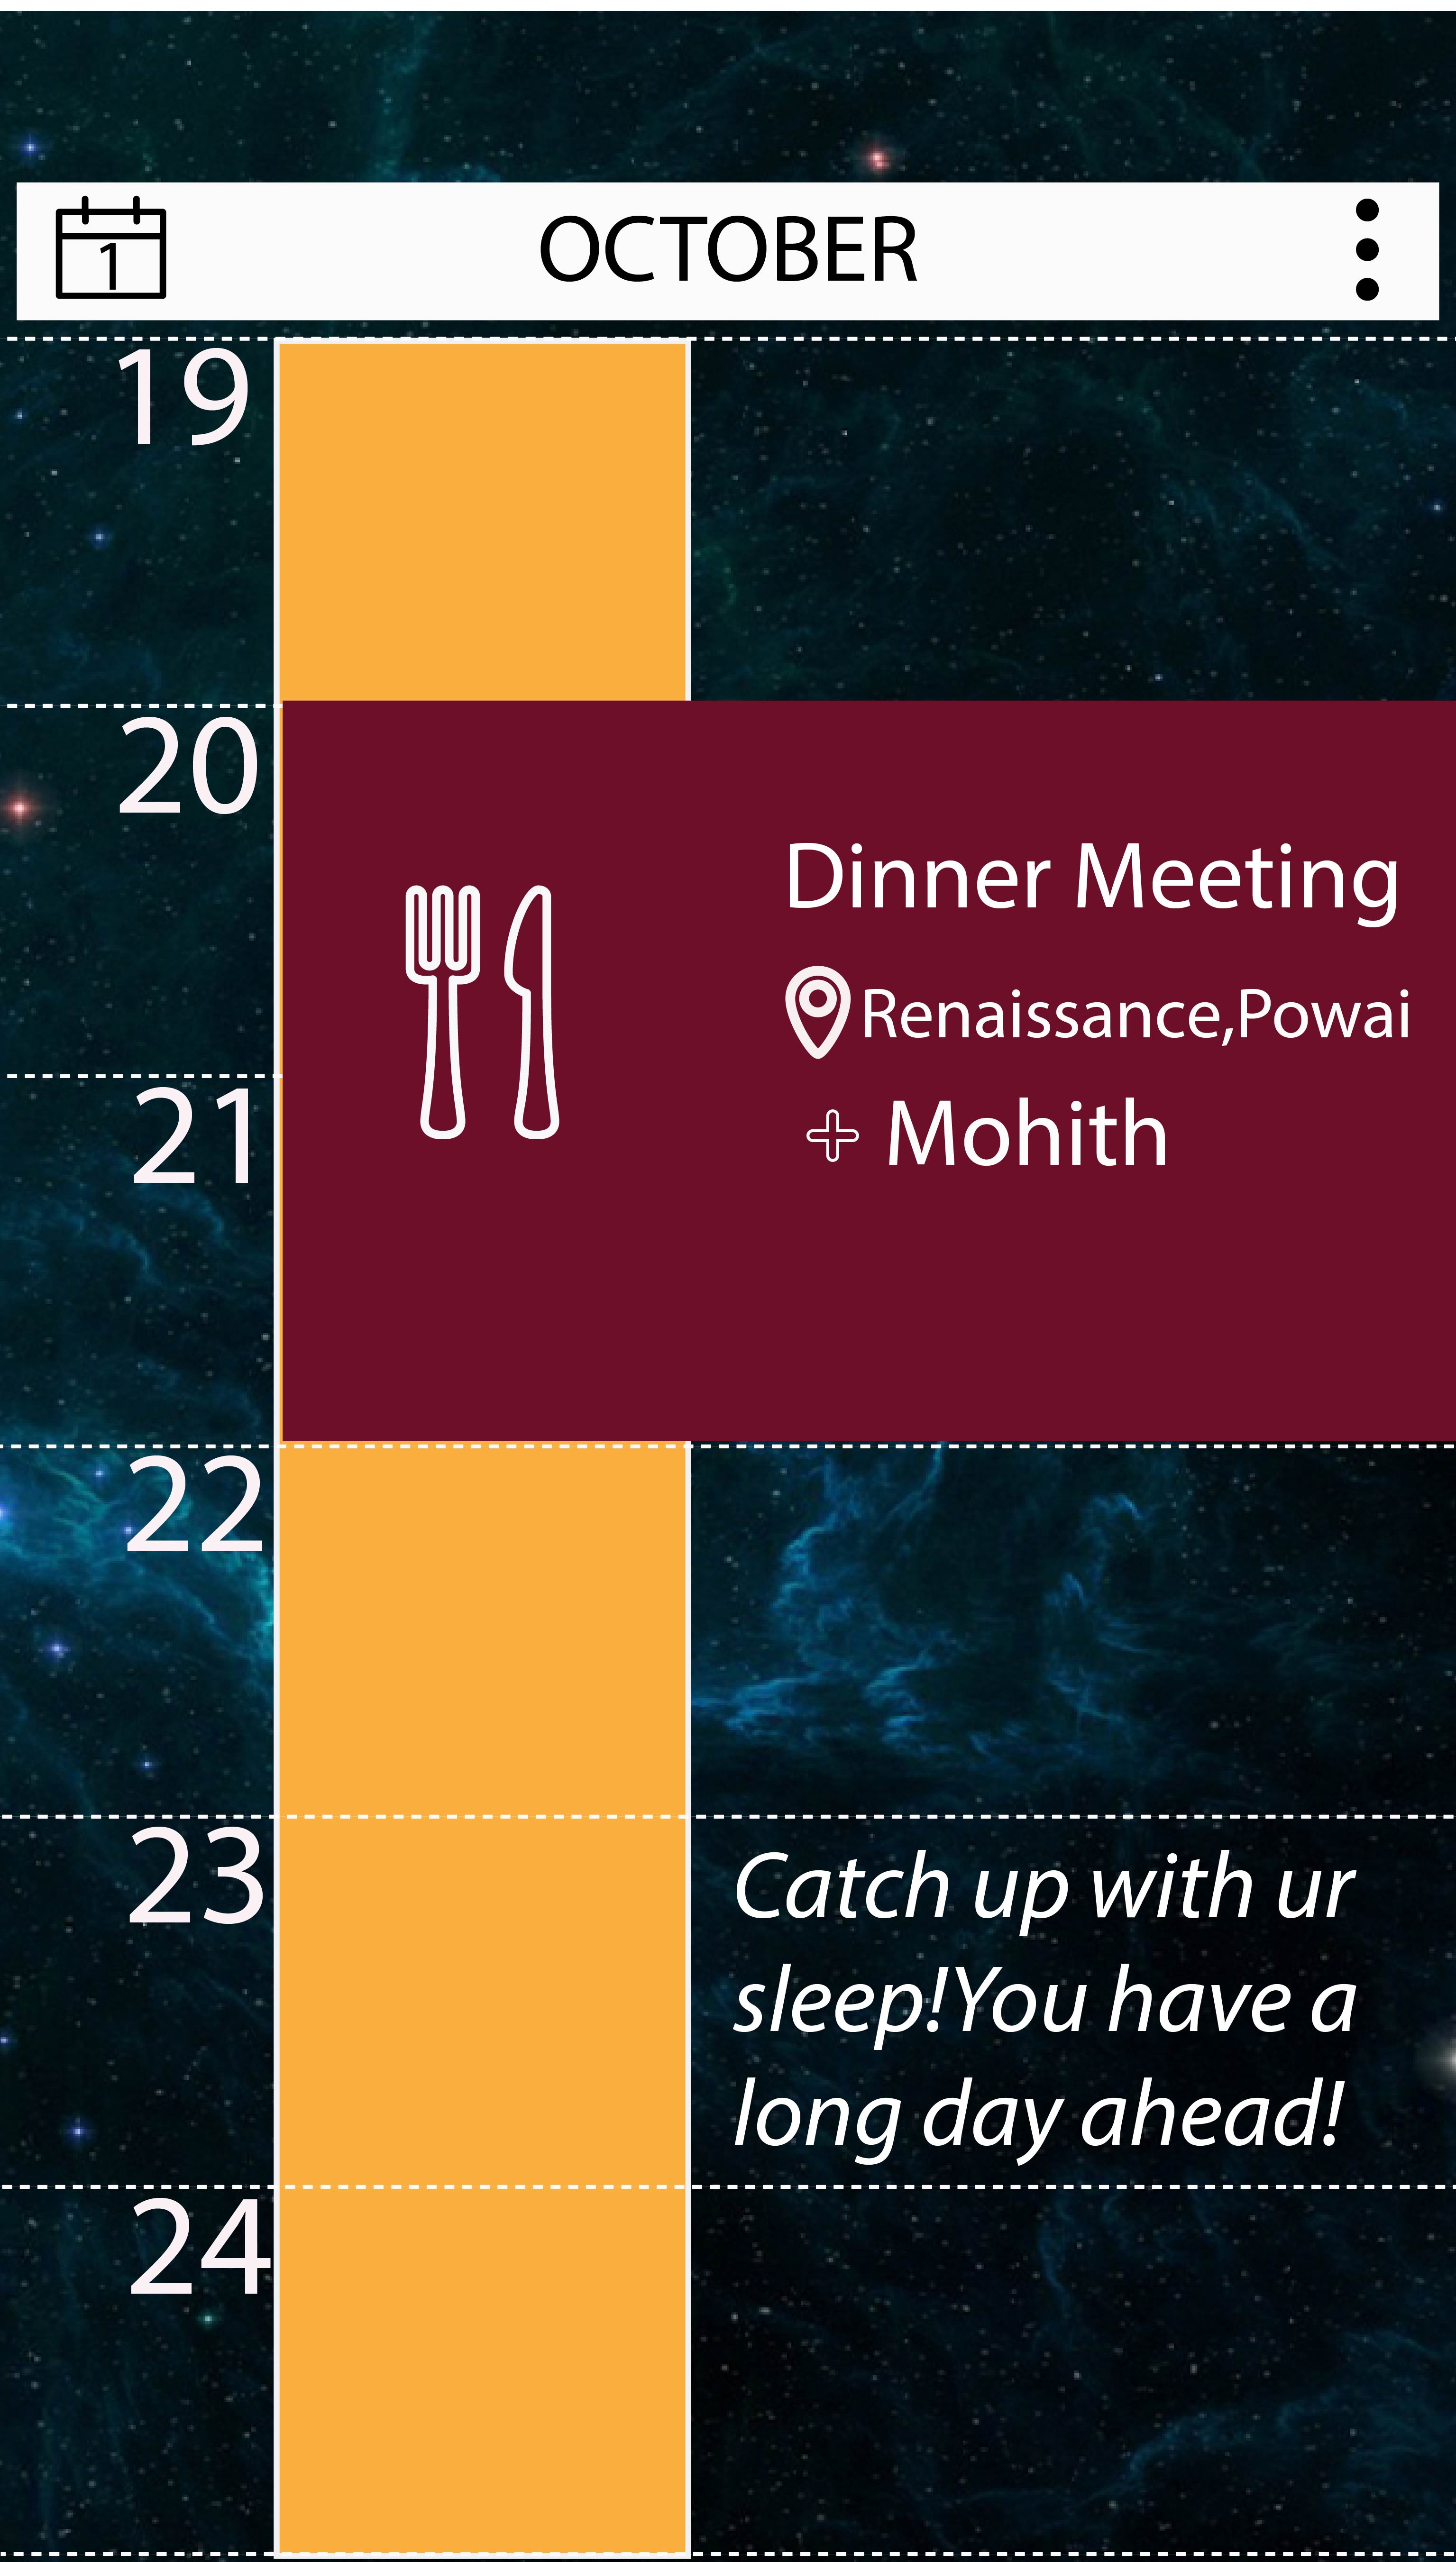 1
OCTOBER
19
20
Dinner Meeting
Renaissance,Powai
+ Mohith
21
22
23
Catch up with ur
sleep!You have a
long day ahead!
24